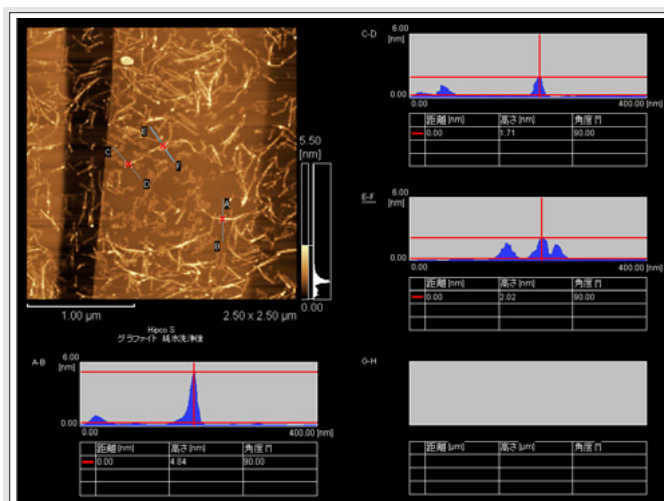 C
E
F
D
A
B
5.50
[nm]
0.00
1.00 µm
2.50 x 2.50 µm
Hipco S
グラファイト 純水洗浄後
A-B
6.00
[nm]
0.00
0.00
400.00 [nm]
距離 [nm]
高さ [nm]
角度 [°]
0.00
4.84
90.00
C-D
6.00
[nm]
0.00
0.00
400.00 [nm]
距離 [nm]
高さ [nm]
角度 [°]
0.00
1.71
90.00
E-F
6.00
[nm]
0.00
0.00
400.00 [nm]
距離 [nm]
高さ [nm]
角度 [°]
0.00
2.02
90.00
G-H
距離 [µm]
高さ [µm]
角度 [°]